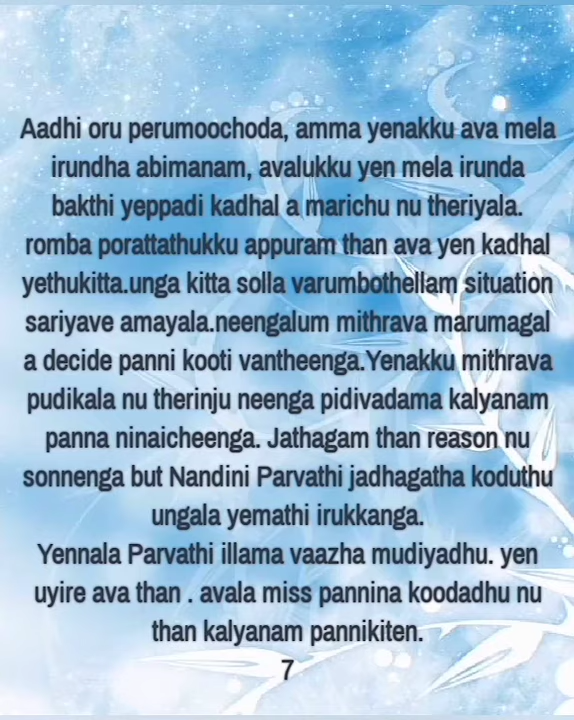 Aadhi oru perumoochoda, amma yenakku ava mela
irundha abimanam, avalukku yen mela irunda
bakthi yeppadi kadhal a marichu nu theriyala.
romba porattathukku appuram than ava yen kadhal
yethukitta.unga kitta solla varumbothellam situation
sariyave amayala.neengalum mithrava marumagal
a decide panni kooti vantheenga.Yenakku mithrava
pudikala nu therinju neenga pidivadama kalyanam
panna ninaicheenga. Jathagam than reason nu
sonnenga but Nandini Parvathi jadhagatha koduthu
ungala yemathi irukkanga.
Yennala Parvathi illama vaazha mudiyadhu. yen
uyire ava than . avala miss pannina koodadhu nu
than kalyanam pannikiten.
7